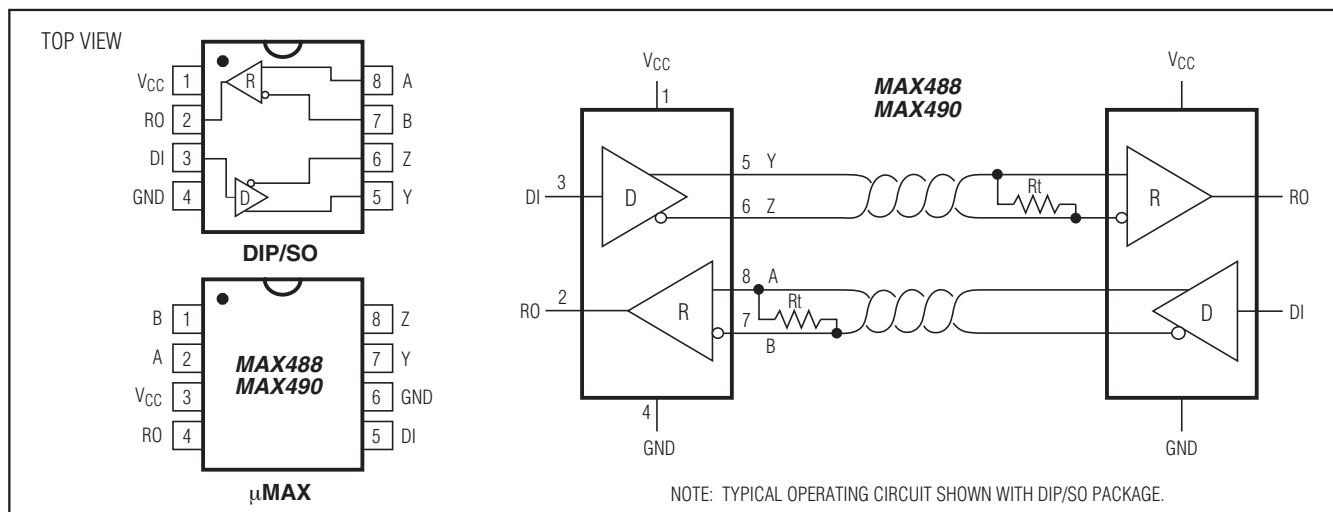 TOP VIEW
VCC 1
RO 2
DI 3
GND 4
8 A
7 B
6 Z
5 Y
R
D
DIP/SO
B 1
A 2
VCC 3
RO 4
8 Z
7 Y
6 GND
5 DI
MAX488
MAX490
μMAX
MAX488
MAX490
VCC
1
VCC
DI 3
D
5 Y
6 Z
Rt
R
RO
RO 2
R
8 A
7
B
Rt
D
DI
4
GND
GND
NOTE: TYPICAL OPERATING CIRCUIT SHOWN WITH DIP/SO PACKAGE.